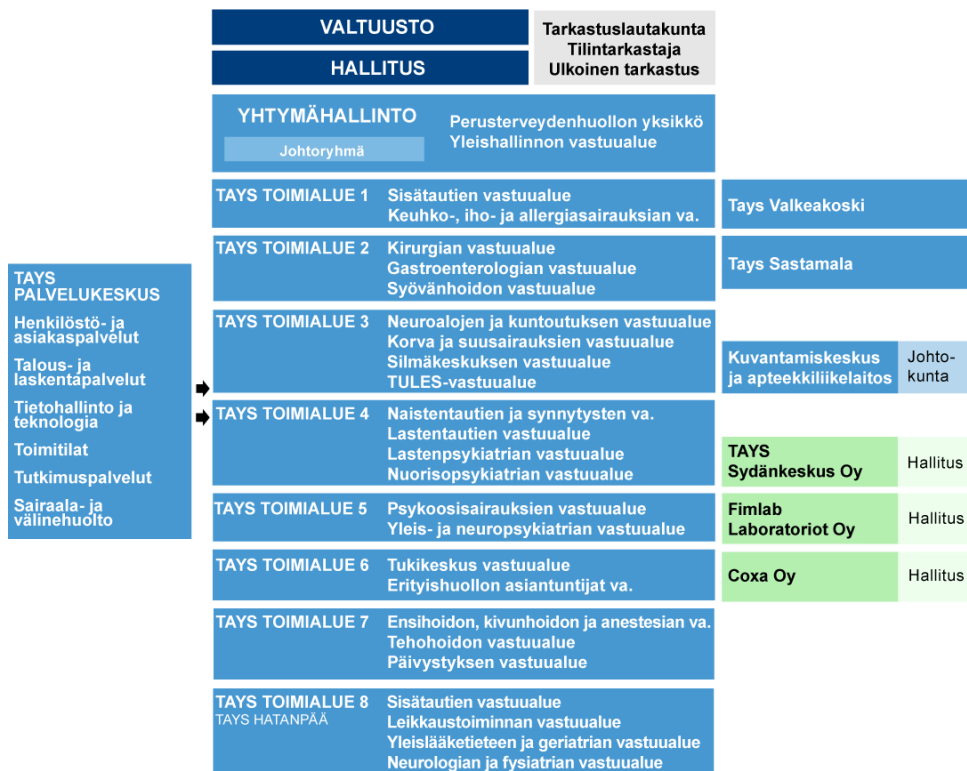 VALTUUSTO
HALLITUS
Tarkastuslautakunta
Tilintarkastaja
Ulkoinen tarkastus
YHTYMÄHALLINTO
Johtoryhmä
Perusterveydenhuollon yksikkö
Yleishallinnon vastuualue
TAYS
PALVELUKESKUS
Henkilöstö- ja
asiakaspalvelut
Talous- ja
laskentapalvelut
Tietohallinto ja
teknologia
Toimitilat
Tutkimuspalvelut
Sairaala- ja
välinehuolto
TAYS TOIMIALUE 1
Sisätautien vastuualue
Keuhko-, iho- ja allergiasairauksian va.
TAYS TOIMIALUE 2
Kirurgian vastuualue
Gastroenterologian vastuualue
Syövänhoidon vastuualue
TAYS TOIMIALUE 3
Neuroalojen ja kuntoutuksen vastuualue
Korva ja suusairauksien vastuualue
Silmäkeskuksen vastuualue
TULES-vastuualue
TAYS TOIMIALUE 4
Naistentautien ja synnytysten va.
Lastentautien vastuualue
Lastenpsykiatrian vastuualue
Nuorisopsykiatrian vastuualue
TAYS TOIMIALUE 5
Psykoosisairauksien vastuualue
Yleis- ja neuropsykiatrian vastuualue
TAYS TOIMIALUE 6
Tukikeskus vastuualue
Erityishuollon asiantuntijat va.
TAYS TOIMIALUE 7
Ensihoidon, kivunhoidon ja anestesian va.
Tehohoidon vastuualue
Päivystyksen vastuualue
TAYS TOIMIALUE 8
TAYS HATANPÄÄ
Sisätautien vastuualue
Leikkaustoiminnan vastuualue
Yleislääketieteen ja geriatrian vastuualue
Neurologian ja fysiatrian vastuualue
Tays Valkeakoski
Tays Sastamala
Kuvantamiskeskus
ja apteekkiliikelaitos
Johto-
kunta
TAYS
Sydänkeskus Oy
Hallitus
Fimlab
Laboratoriot Oy
Hallitus
Coxa Oy
Hallitus